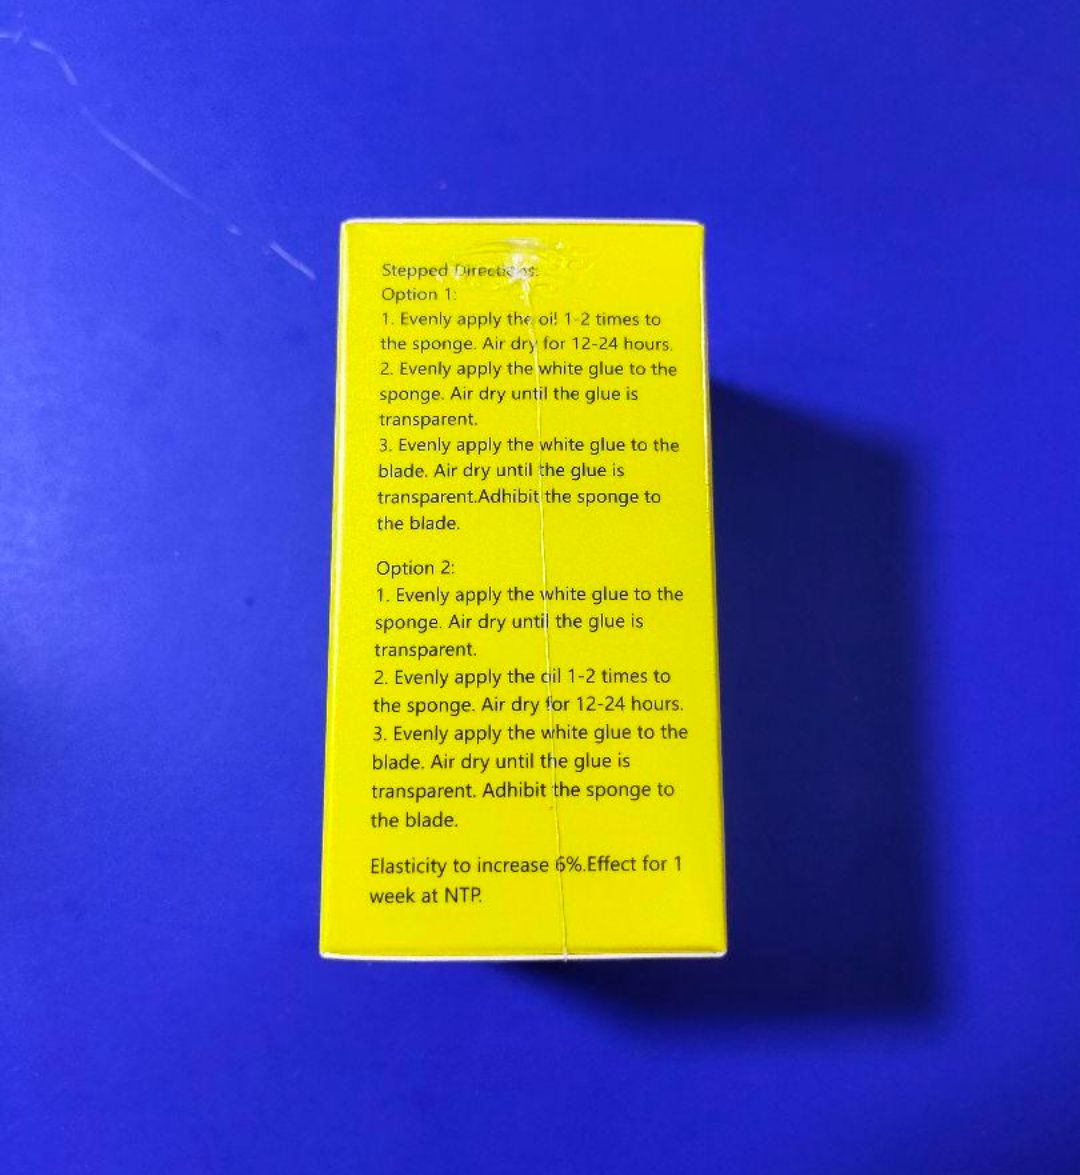 Stepped Directions:
Option 1:
1. Evenly apply the oil 1-2 times to
the sponge. Air dry for 12-24 hours.
2. Evenly apply the white glue to the
sponge. Air dry until the glue is
transparent.
3. Evenly apply the white glue to the
blade. Air dry until the glue is
transparent.Adhibit the sponge to
the blade.
Option 2:
1. Evenly apply the white glue to the
sponge. Air dry until the glue is
transparent.
2. Evenly apply the oil 1-2 times to
the sponge. Air dry for 12-24 hours.
3. Evenly apply the white glue to the
blade. Air dry until the glue is
transparent. Adhibit the sponge to
the blade.
Elasticity to increase 6%.Effect for 1
week at NTP.